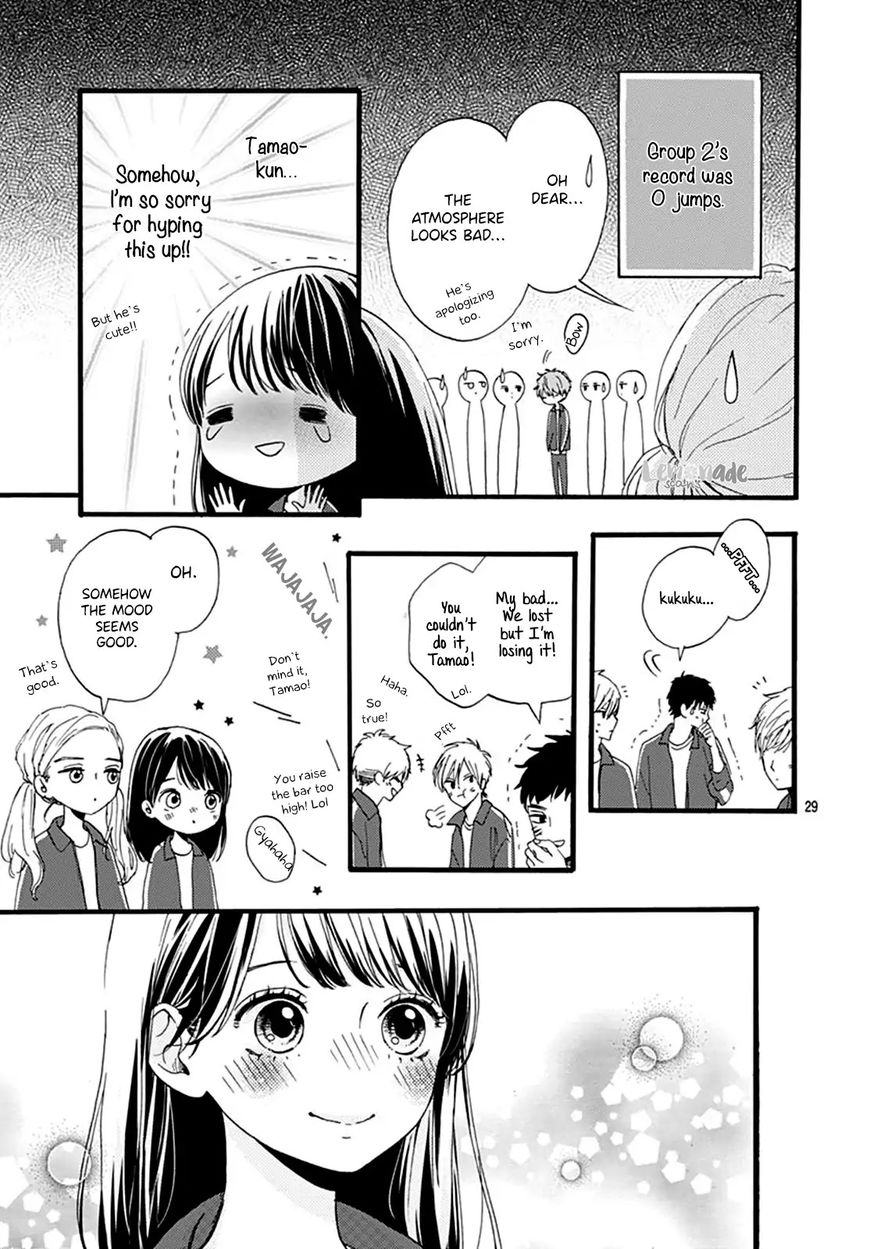 Group 2's
record was
0 jumps.
OH
DEAR...
THE
ATMOSPHERE
LOOKS BAD...
He's
apologizing
too.
I'm
sorry.
Bow
Lemonade
scans
Tamao-
kun...
Somehow,
I'm so sorry
for hyping
this up!!
But he's
cute!!
oooPFFT...
kukuku...
29
My bad...
We lost
but I'm
losing it!
You
couldn't
do it,
Tamao!
Lol.
Haha.
So
true!
Pfft
WAJAJAJA.
OH.
SOMEHOW
THE MOOD
SEEMS
GOOD.
That's
good.
Don't
mind it,
Tamao!
You raise
the bar too
high! Lol
Gyahaha